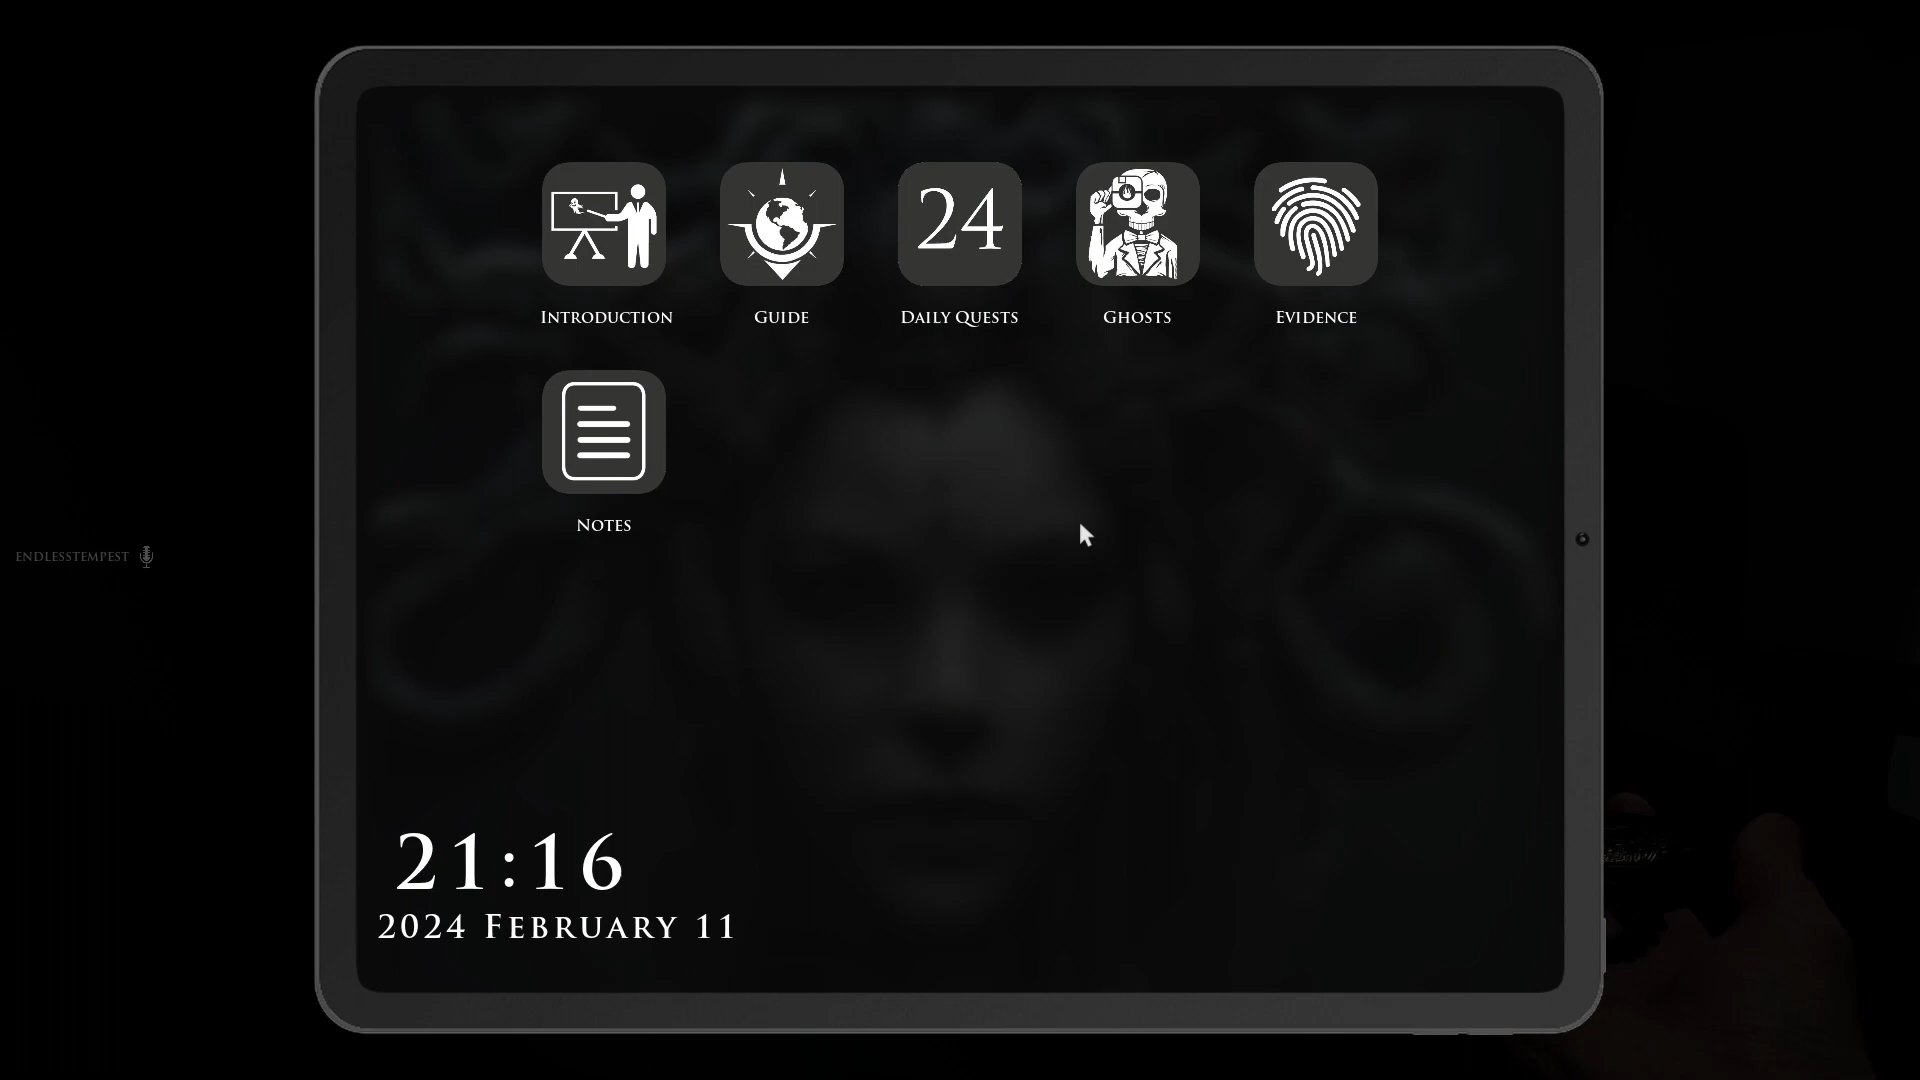 24
Introduction
Guide
Daily Quests
Ghosts
Evidence
Notes
endlesstempest
21:16
2024 February 11